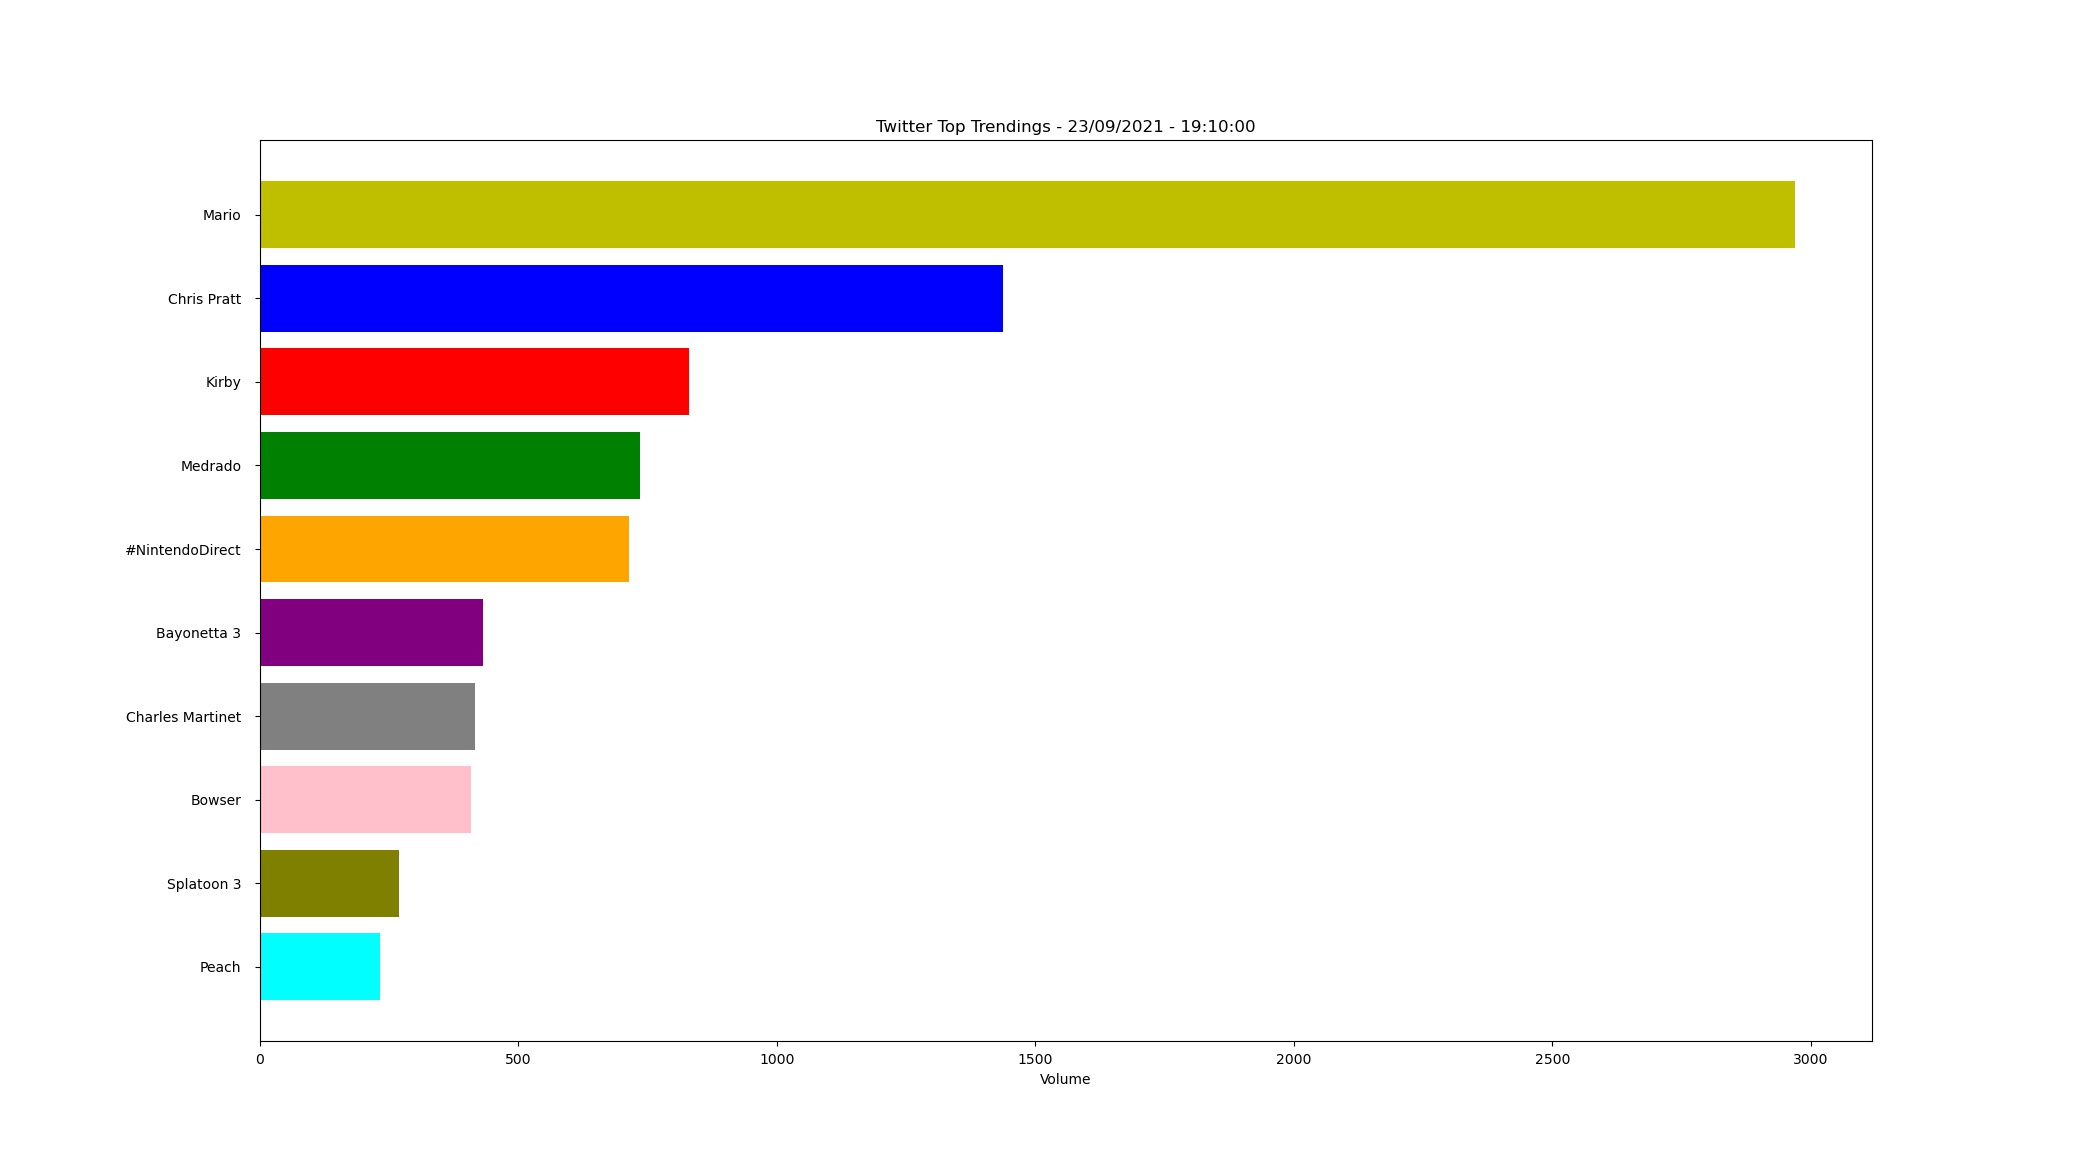 Twitter Top Trendings - 23/09/2021 - 19:10:00
Mario
Chris Pratt
Kirby
Medrado
#NintendoDirect
Bayonetta 3
Charles Martinet
Bowser
Splatoon 3
Peach
0 500 1000 1500 2000 2500 3000
Volume